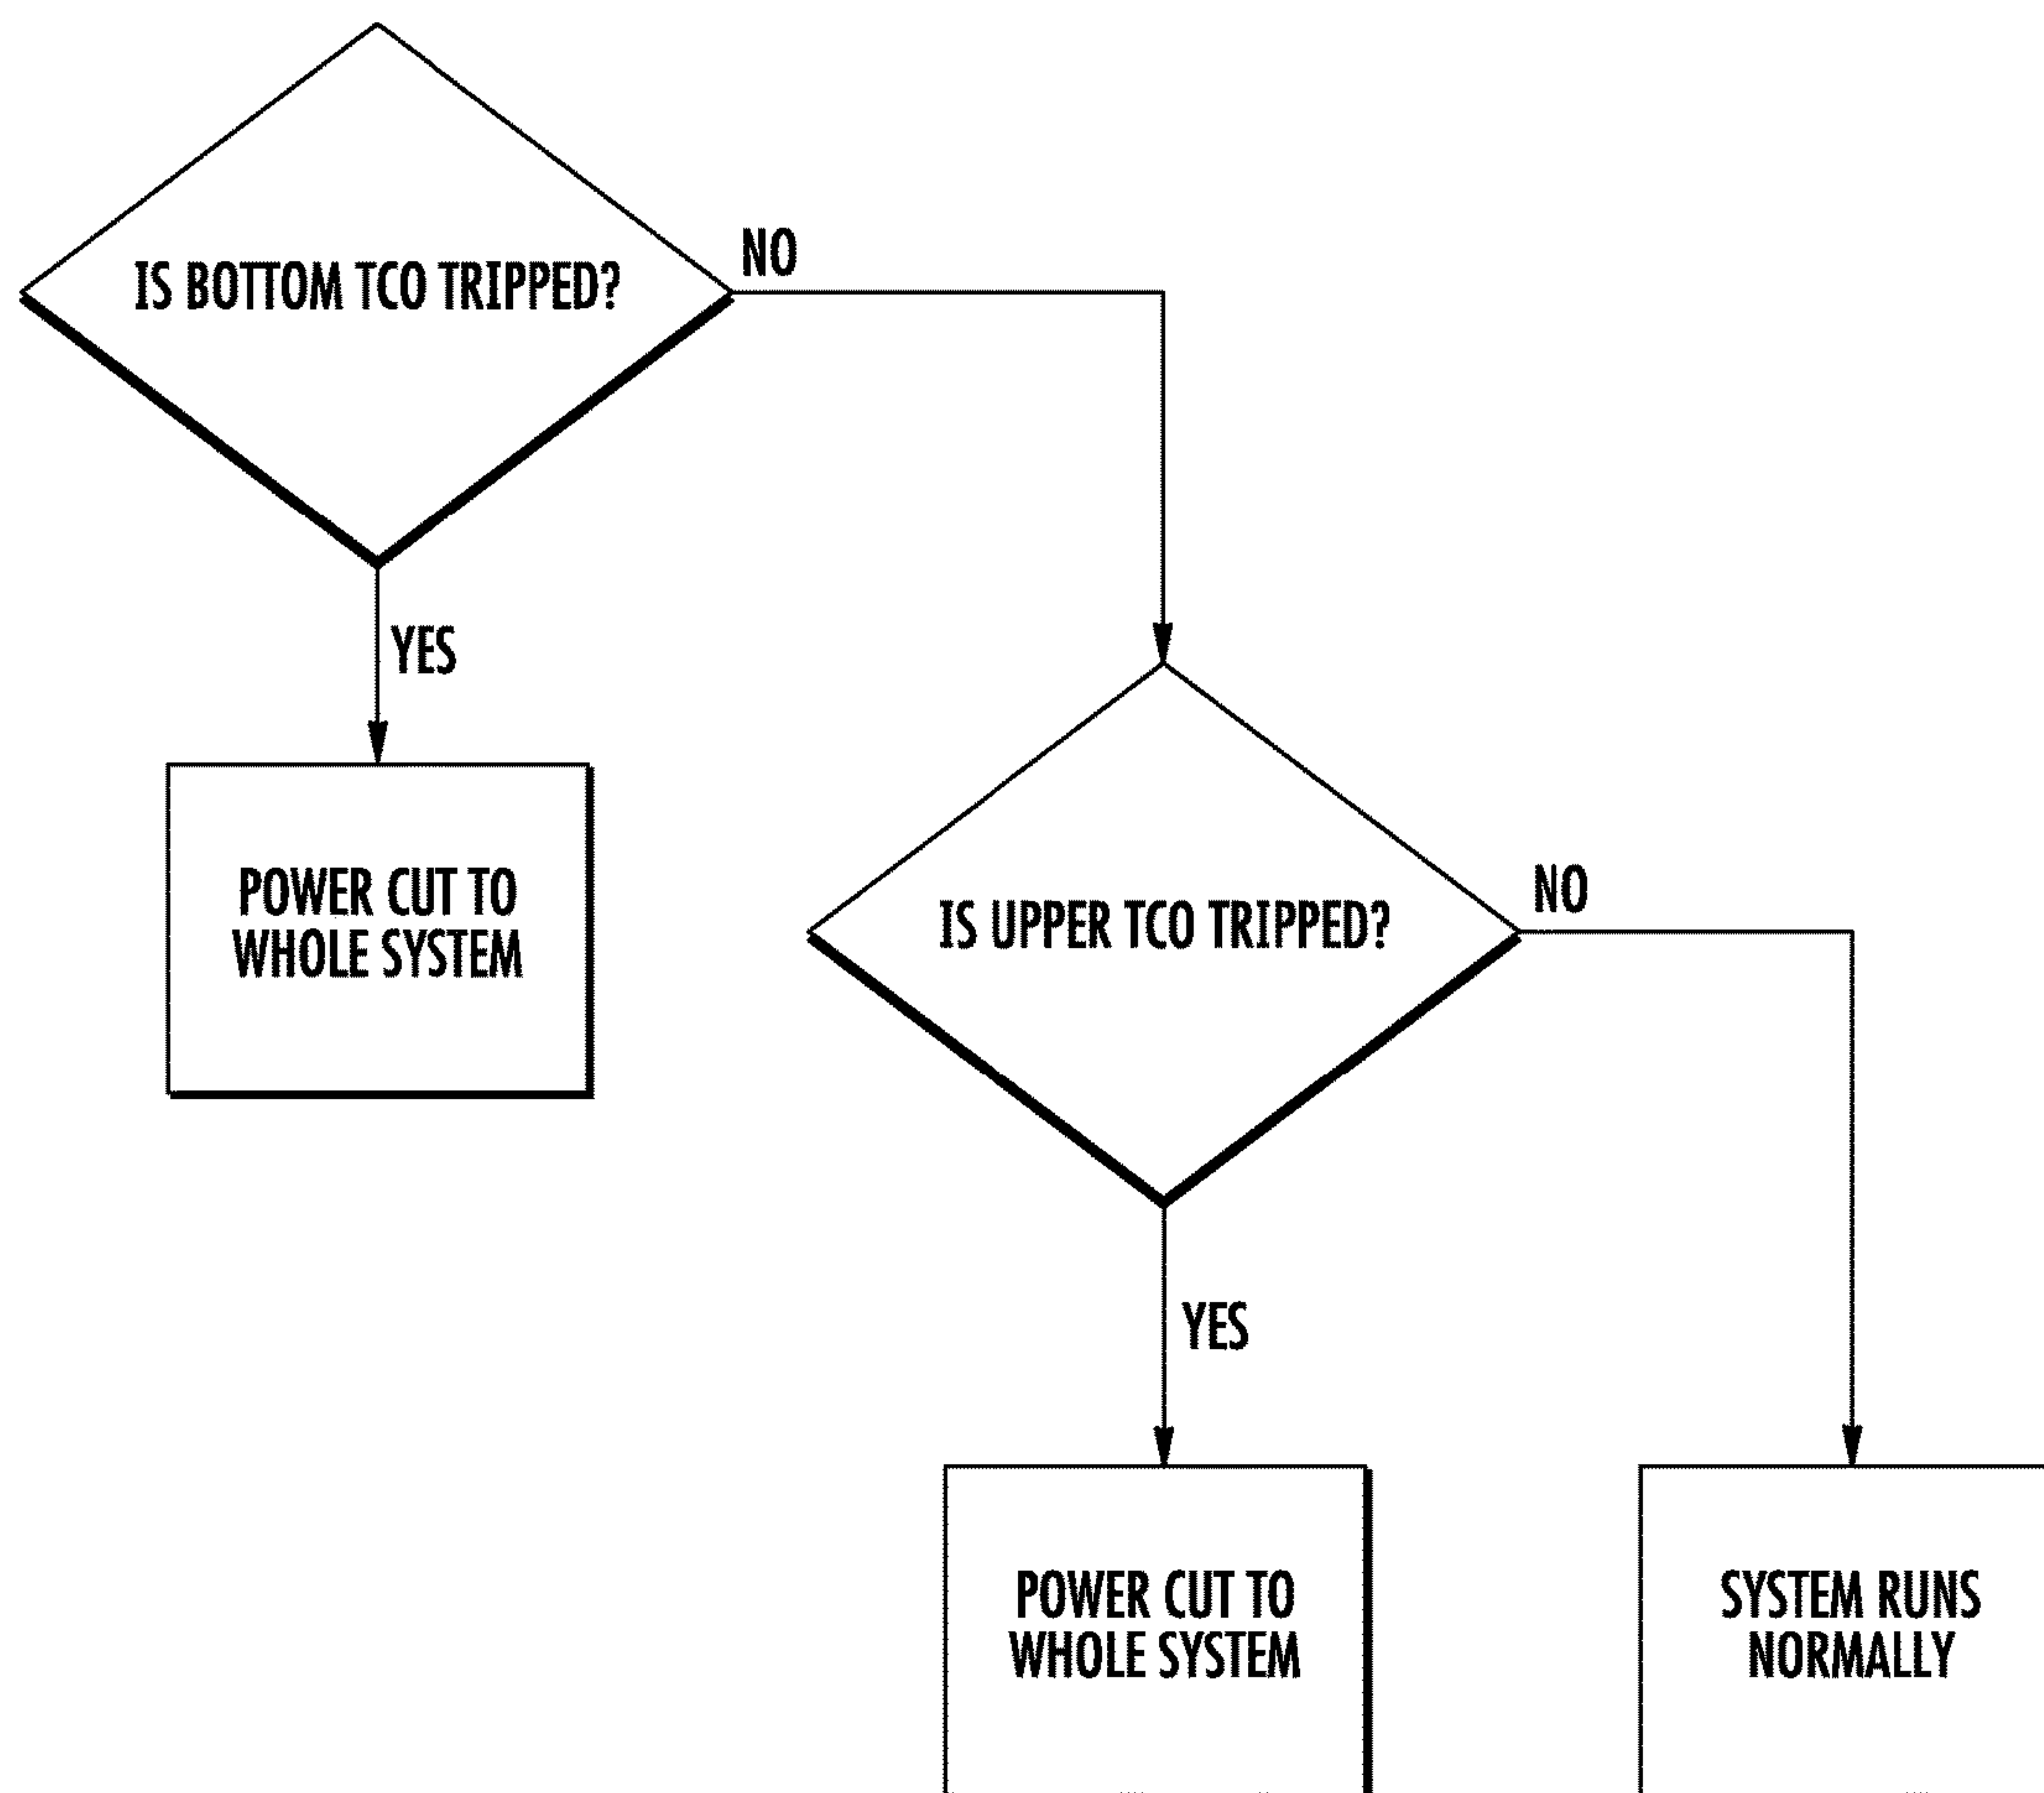 IS BOTTOM TCO TRIPPED?
NO
YES
POWER CUT TO
WHOLE SYSTEM
IS UPPER TCO TRIPPED?
NO
YES
POWER CUT TO
WHOLE SYSTEM
SYSTEM RUNS
NORMALLY